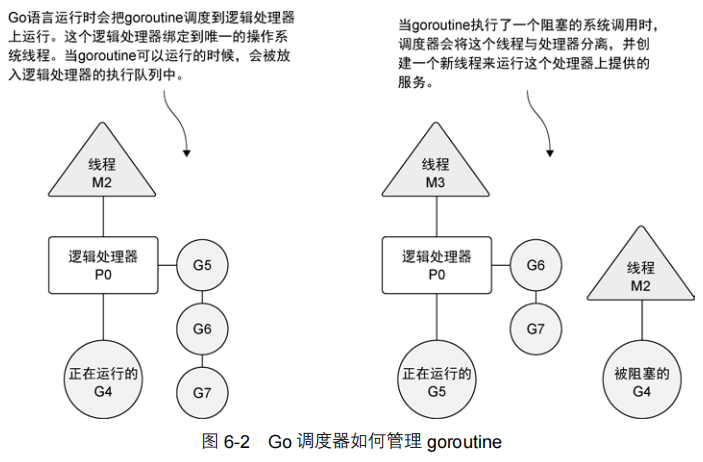 Go语言运行时会把goroutine调度到逻辑处理器
上运行。这个逻辑处理器绑定到唯一的操作系
统线程。当goroutine可以运行的时候，会被放
入逻辑处理器的执行队列中。
线程
M2
逻辑处理器
P0
G5
G6
G7
正在运行的
G4
当goroutine执行了一个阻塞的系统调用时，
调度器会将这个线程与处理器分离，并创
建一个新线程来运行这个处理器上提供的
服务。
线程
M3
逻辑处理器
P0
G6
G7
正在运行的
G5
线程
M2
被阻塞的
G4
图 6-2 Go 调度器如何管理 goroutine